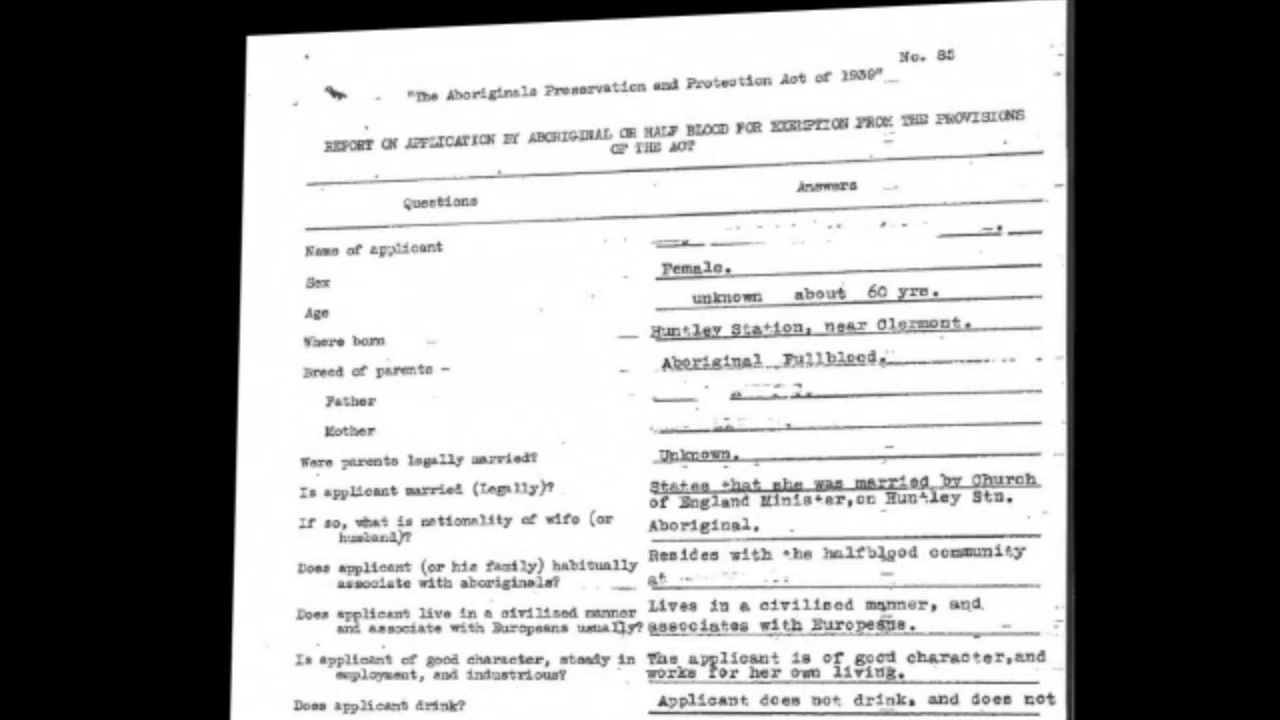 No. 85
"The Aboriginals Preservation and Protection Act of 1939"
REPORT ON APPLICATION BY ABORIGINAL OR HALF BLOOD FOR EXEMPTION FROM THE PROVISIONS
OF THE ACT
Questions
Answers
Name of applicant
Sex
Female.
Age
unknown about 60 yrs.
Where born
Huntley Station, near Clermont.
Breed of parents -
Aboriginal Fullblood.
Father
Mother
Were parents legally married?
Unknown.
Is applicant married (Legally)?
States that she was married by Church
of England Minister, on Huntley Stn.
If so, what is nationality of wife (or
husband)?
Aboriginal.
Does applicant (or his family) habitually
associate with aboriginals?
Resides with the halfblood community
at
Does applicant live in a civilised manner
and associate with Europeans usually?
Lives in a civilised manner, and
associates with Europeans.
Is applicant of good character, steady in
employment, and industrious?
The applicant is of good character, and
works for her own living.
Does applicant drink?
Applicant does not drink, and does not